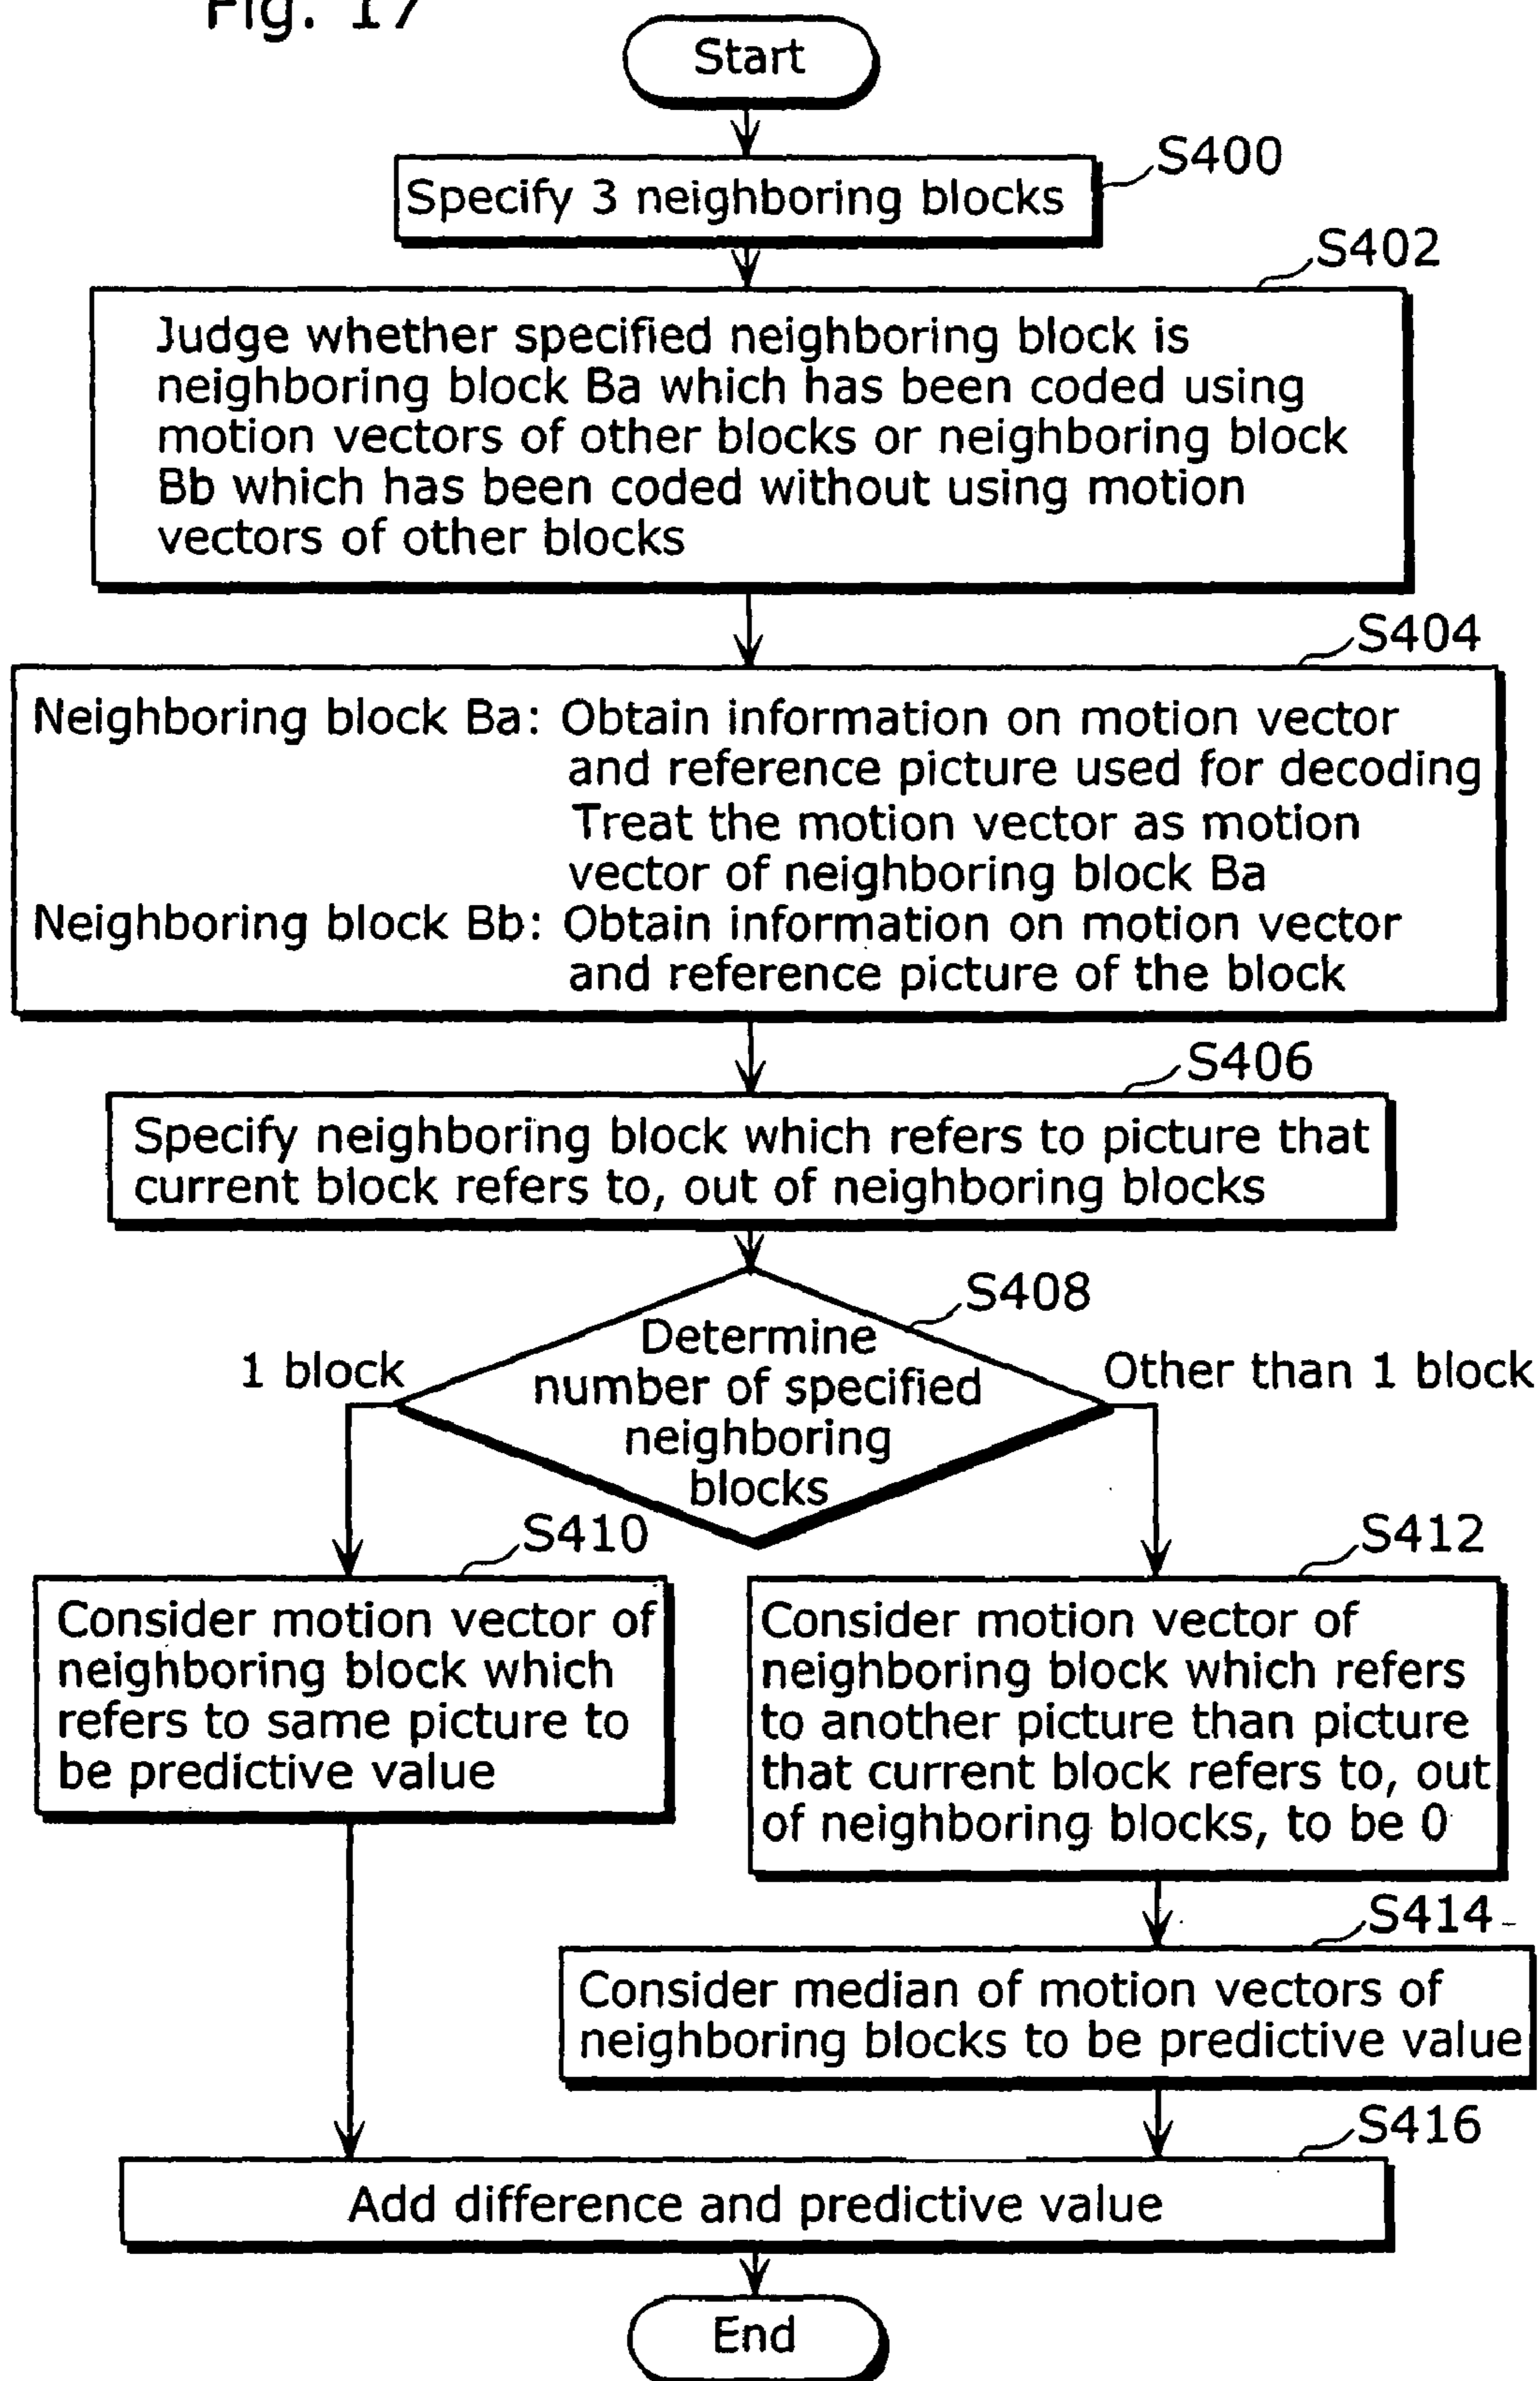 Fig. 17
Start
S400
Specify 3 neighboring blocks
S402
Judge whether specified neighboring block is
neighboring block Ba which has been coded using
motion vectors of other blocks or neighboring block
Bb which has been coded without using motion
vectors of other blocks
S404
Neighboring block Ba: Obtain information on motion vector
and reference picture used for decoding
Treat the motion vector as motion
vector of neighboring block Ba
Neighboring block Bb: Obtain information on motion vector
and reference picture of the block
S406
Specify neighboring block which refers to picture that
current block refers to, out of neighboring blocks
S408
Determine
number of specified
neighboring
blocks
1 block
Other than 1 block
S410
Consider motion vector of
neighboring block which
refers to same picture to
be predictive value
S412
Consider motion vector of
neighboring block which refers
to another picture than picture
that current block refers to, out
of neighboring blocks, to be 0
S414
Consider median of motion vectors of
neighboring blocks to be predictive value
S416
Add difference and predictive value
End